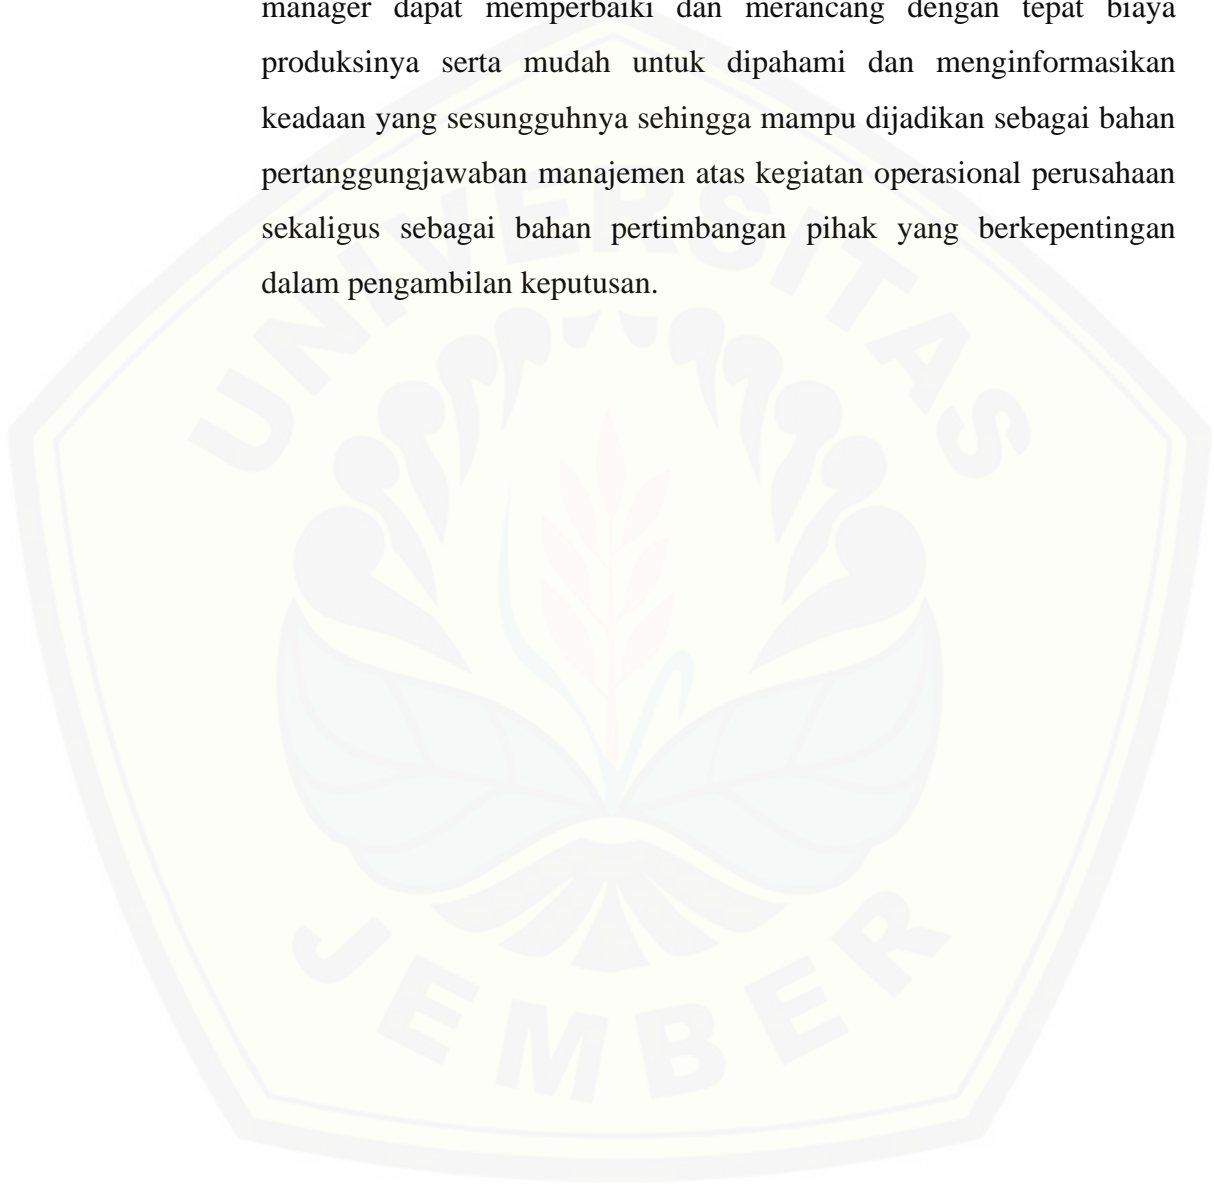 manager dapat memperbaiki dan merancang dengan tepat biaya
produksinya serta mudah untuk dipahami dan menginformasikan
keadaan yang sesungguhnya sehingga mampu dijadikan sebagai bahan
pertanggungjawaban manajemen atas kegiatan operasional perusahaan
sekaligus sebagai bahan pertimbangan pihak yang berkepentingan
dalam pengambilan keputusan.
UNIVERSITAS
JEMBER